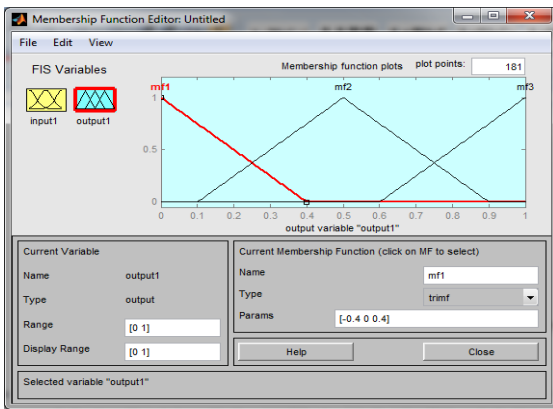 Membership Function Editor: Untitled
File Edit View
FIS Variables
Membership function plots plot points: 181
input1 output1
mf1 mf2 mf3
1
0.5
0
0 0.1 0.2 0.3 0.4 0.5 0.6 0.7 0.8 0.9 1
output variable "output1"
Current Variable
Name output1
Type output
Range [0 1]
Display Range [0 1]
Current Membership Function (click on MF to select)
Name mf1
Type trimf
Params [-0.4 0 0.4]
Help Close
Selected variable "output1"